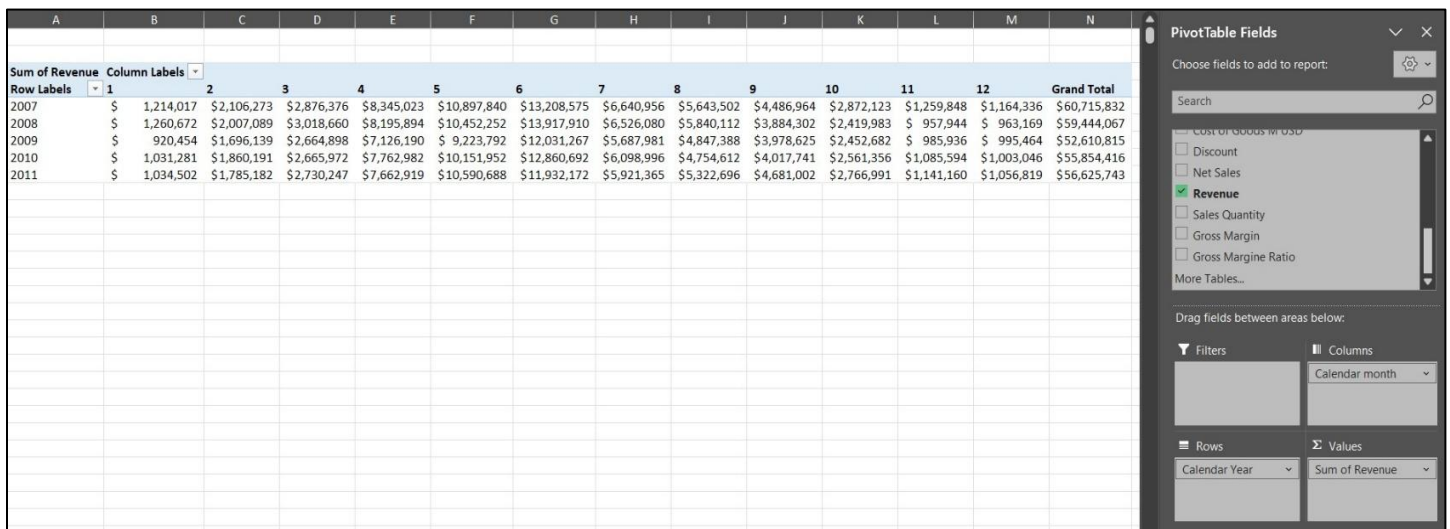 A B C D E F G H I J K L M N
Sum of Revenue Column Labels
Row Labels 1 2 3 4 5 6 7 8 9 10 11 12 Grand Total
2007 $ 1,214,017 $2,106,273 $2,876,376 $8,345,023 $10,897,840 $13,208,575 $6,640,956 $5,643,502 $4,486,964 $2,872,123 $1,259,848 $1,164,336 $60,715,832
2008 $ 1,260,672 $2,007,089 $3,018,660 $8,195,894 $10,452,252 $13,917,910 $6,526,080 $5,840,112 $3,884,302 $2,419,983 $ 957,944 $ 963,169 $59,444,067
2009 $ 920,454 $1,696,139 $2,664,898 $7,126,190 $ 9,223,792 $12,031,267 $5,687,981 $4,847,388 $3,978,625 $2,452,682 $ 985,936 $ 995,464 $52,610,815
2010 $ 1,031,281 $1,860,191 $2,665,972 $7,762,982 $10,151,952 $12,860,692 $6,098,996 $4,754,612 $4,017,741 $2,561,356 $1,085,594 $1,003,046 $55,854,416
2011 $ 1,034,502 $1,785,182 $2,730,247 $7,662,919 $10,590,688 $11,932,172 $5,921,365 $5,322,696 $4,681,002 $2,766,991 $1,141,160 $1,056,819 $56,625,743
PivotTable Fields
Choose fields to add to report:
Search
Cost of Goods M USD
Discount
Net Sales
Revenue
Sales Quantity
Gross Margin
Gross Margine Ratio
More Tables...
Drag fields between areas below:
Filters
Columns
Calendar month
Rows
Σ Values
Calendar Year
Sum of Revenue